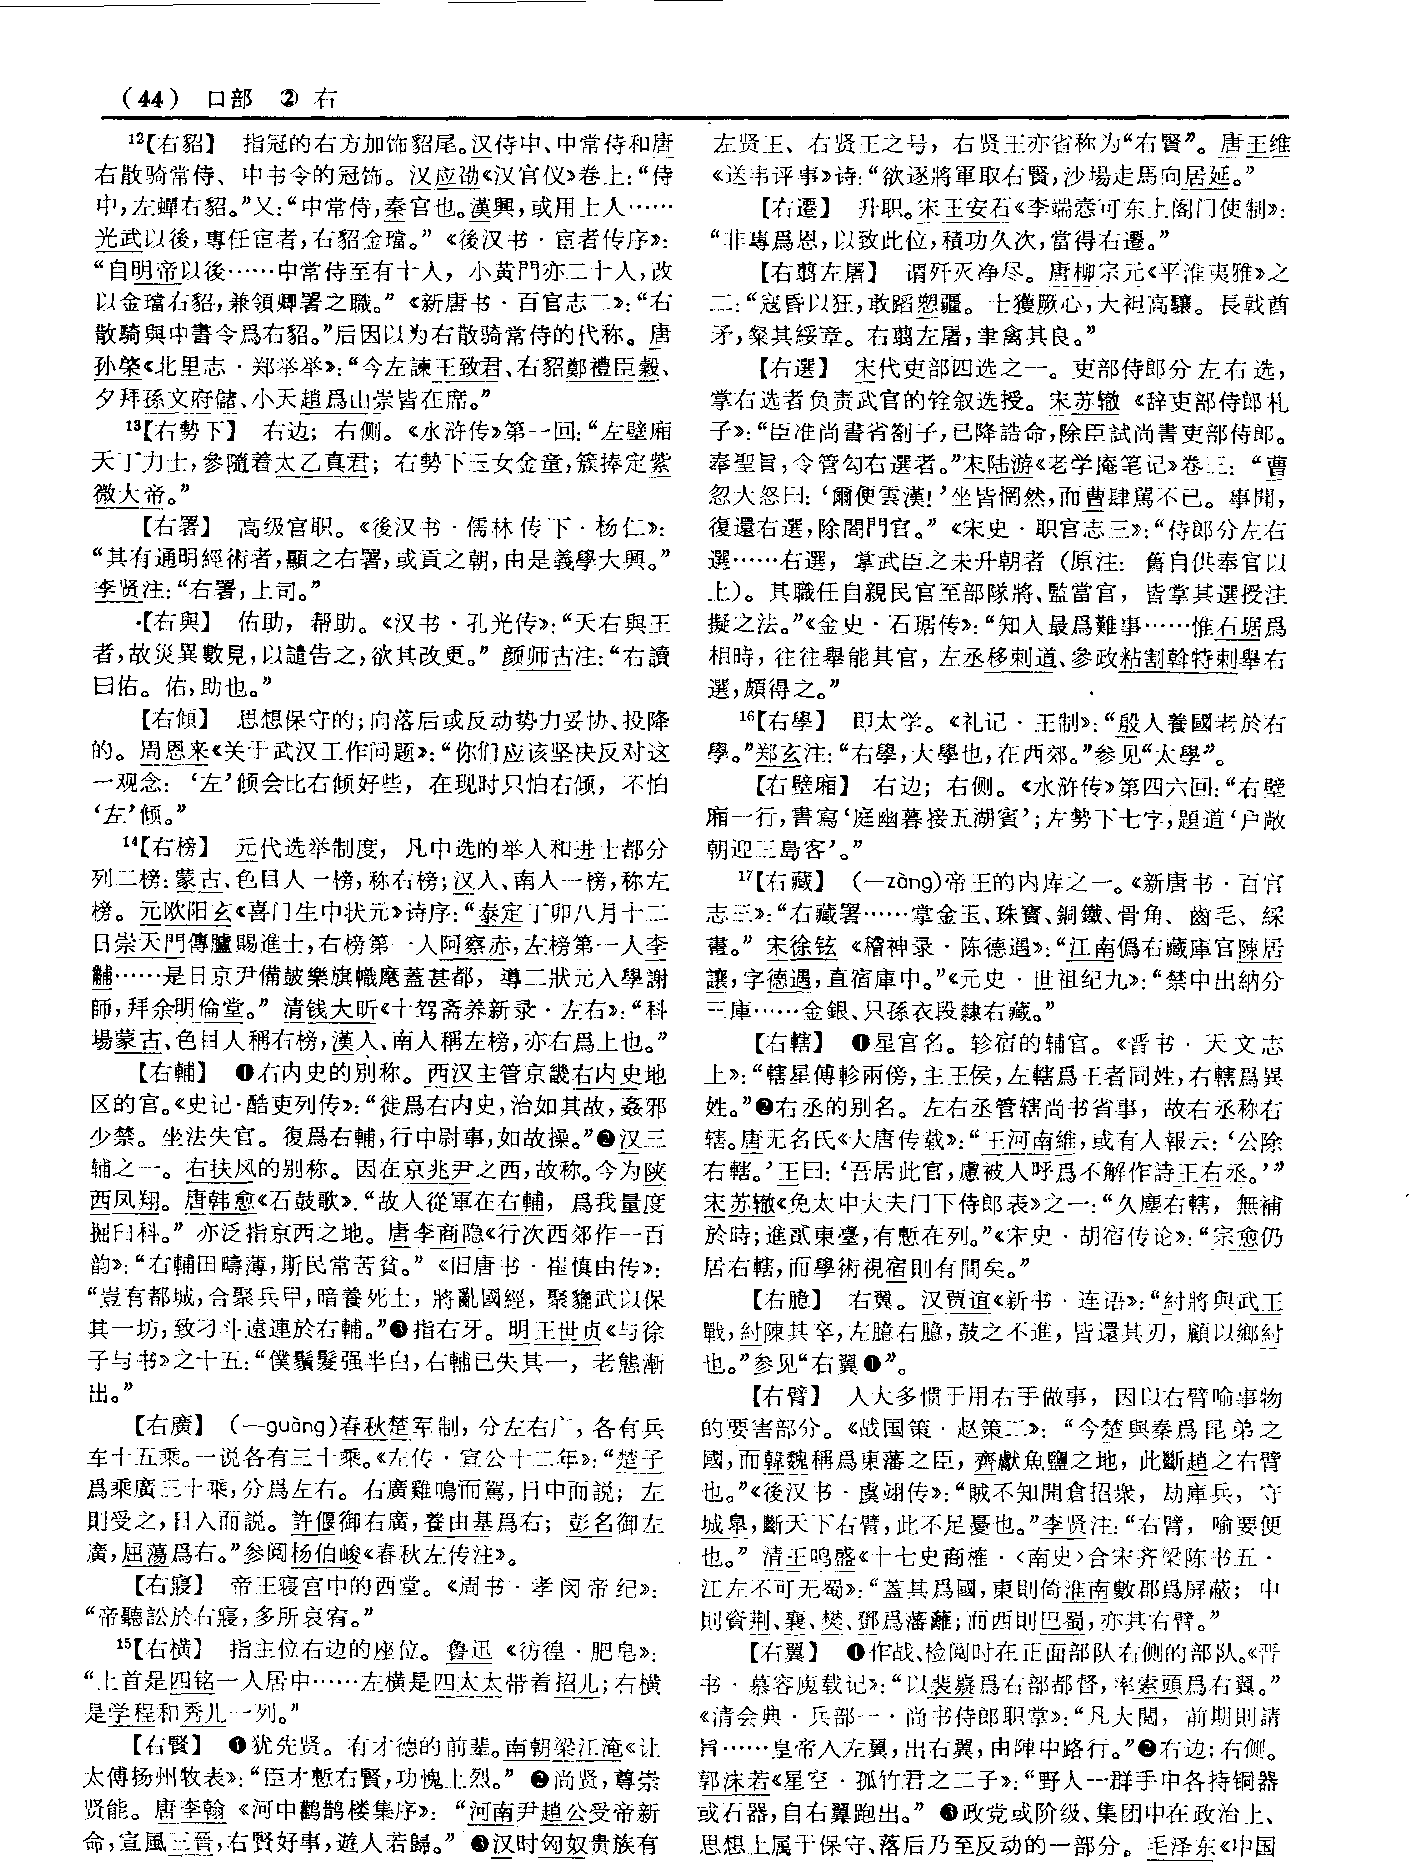 (44) 口部 ② 右
12【右貂】 指冠的右方加饰貂尾。汉侍中、中常侍和唐
右散骑常侍、中书令的冠饰。汉应劭《汉官仪》卷上：“侍
中，左蟬右貂。”又：“中常侍，秦官也。漢興，或用士人……
光武以後，專任宦者，右貂金璫。”《後汉书·宦者传序》：
“自明帝以後……中常侍至有十人，小黄門亦二十人，改
以金璫右貂，兼領卿署之職。”《新唐书·百官志二》：“右
散騎與中書令爲右貂。”后因以为右散骑常侍的代称。唐
孙棨《北里志·郑举举》：“今左諫王致君、右貂鄭禮臣㲄、
夕拜孫文府儲、小天趙爲山崇皆在席。”
13【右勢下】 右边；右侧。《水浒传》第一回：“左壁廂
天丁力士，參隨着太乙真君；右勢下玉女金童，簇捧定紫
微大帝。”
【右署】 高级官职。《後汉书·儒林传下·杨仁》：
“其有通明經術者，顯之右署，或貢之朝，由是義學大興。”
李贤注：“右署，上司。”
【右與】 佑助，帮助。《汉书·孔光传》：“天右與王
者，故災異數見，以譴告之，欲其改更。”颜师古注：“右讀
曰佑。佑，助也。”
【右傾】 思想保守的；向落后或反动势力妥协、投降
的。周恩来《关于武汉工作问题》：“你们应该坚决反对这
一观念：‘左’倾会比右倾好些，在现时只怕右倾，不怕
‘左’倾。”
14【右榜】 元代选举制度，凡中选的举人和进士都分
列二榜：蒙古、色目人一榜，称右榜；汉人、南人一榜，称左
榜。元欧阳玄《喜门生中状元》诗序：“泰定丁卯八月十二
日崇天門傳臚賜進士，右榜第一人阿察赤，左榜第一人李
黼……是日京尹備皷樂旗幟麾蓋甚都，導二狀元入學謝
師，拜余明倫堂。”清钱大昕《十驾斋养新录·左右》：“科
場蒙古、色目人稱右榜，漢人、南人稱左榜，亦右爲上也。”
【右輔】 ❶右内史的别称。西汉主管京畿右内史地
区的官。《史记·酷吏列传》：“徙爲右内史，治如其故，姦邪
少禁。坐法失官。復爲右輔，行中尉事，如故操。”❷汉三
辅之一。右扶风的别称。因在京兆尹之西，故称。今为陕
西凤翔。唐韩愈《石鼓歌》：“故人從軍在右輔，爲我量度
掘臼科。”亦泛指京西之地。唐李商隐《行次西郊作一百
韵》：“右輔田疇薄，斯民常苦貧。”《旧唐书·崔慎由传》：
“豈有都城，合聚兵甲，暗養死士，將亂國經，聚貔武以保
其一坊，致刁斗遠連於右輔。”❸指右牙。明王世贞《与徐
子与书》之十五：“僕鬚髮强半白，右輔已失其一，老態漸
出。”
【右廣】 (—guàng)春秋楚军制，分左右广，各有兵
车十五乘。一说各有三十乘。《左传·宣公十二年》：“楚子
爲乘廣三十乘，分爲左右。右廣雞鳴而駕，日中而説；左
則受之，日入而説。許偃御右廣，養由基爲右；彭名御左
廣，屈蕩爲右。”参阅杨伯峻《春秋左传注》。
【右寢】 帝王寝宫中的西堂。《周书·孝闵帝纪》：
“帝聽訟於右寢，多所哀宥。”
15【右横】 指主位右边的座位。鲁迅《彷徨·肥皂》：
“上首是四铭一人居中……左横是四太太带着招儿；右横
是学程和秀儿一列。”
【右賢】 ❶犹先贤。有才德的前辈。南朝梁江淹《让
太傅扬州牧表》：“臣才慙右賢，功愧上烈。”❷尚贤，尊崇
贤能。唐李翰《河中鹳鹊楼集序》：“河南尹趙公受帝新
命，宣風三晉，右賢好事，遊人若歸。”❸汉时匈奴贵族有
左贤王、右贤王之号，右贤王亦省称为“右賢”。唐王维
《送韦评事》诗：“欲逐將軍取右賢，沙場走馬向居延。”
【右遷】 升职。宋王安石《李端悫可东上阁门使制》：
“非專爲恩，以致此位，積功久次，當得右遷。”
【右翦左屠】 谓歼灭净尽。唐柳宗元《平淮夷雅》之
二：“寇昏以狂，敢蹈愬疆。士獲厥心，大袒高驤。長戟酋
矛，粲其綏章。右翦左屠，聿禽其良。”
【右選】 宋代吏部四选之一。吏部侍郎分左右选，
掌右选者负责武官的铨叙选授。宋苏辙《辞吏部侍郎札
子》：“臣准尚書省劄子，已降誥命，除臣試尚書吏部侍郎。
奉聖旨，令管勾右選者。”宋陆游《老学庵笔记》卷三：“曹
忽大怒曰：‘爾便雲漢！’坐皆惘然，而曹肆駡不已。事聞，
復還右選，除閤門官。”《宋史·职官志三》：“侍郎分左右
選……右選，掌武臣之未升朝者（原注：舊自供奉官以
上）。其職任自親民官至部隊將、監當官，皆掌其選授注
擬之法。”《金史·石琚传》：“知人最爲難事……惟石琚爲
相時，往往舉能其官，左丞移剌道、參政粘割斡特剌舉右
選，頗得之。”
16【右學】 即太学。《礼记·王制》：“殷人養國老於右
學。”郑玄注：“右學，大學也，在西郊。”参见“太學”。
【右壁廂】 右边；右侧。《水浒传》第四六回：“右壁
廂一行，書寫‘庭幽暮接五湖賓’；左勢下七字，題道‘户敞
朝迎三島客’。”
17【右藏】 (—zàng)帝王的内库之一。《新唐书·百官
志三》：“右藏署……掌金玉、珠寶、銅鐵、骨角、齒毛、綵
畫。”宋徐铉《稽神录·陈德遇》：“江南僞右藏庫官陳居
讓，字德遇，直宿庫中。”《元史·世祖纪九》：“禁中出納分
三庫……金銀、只孫衣段隸右藏。”
【右轄】 ❶星官名。轸宿的辅官。《晋书·天文志
上》：“轄星傅軫兩傍，主王侯，左轄爲王者同姓，右轄爲異
姓。”❷右丞的别名。左右丞管辖尚书省事，故右丞称右
辖。唐无名氏《大唐传载》：“王河南維，或有人報云：‘公除
右轄。’王曰：‘吾居此官，慮被人呼爲不解作詩王右丞。’”
宋苏辙《免太中大夫门下侍郎表》之一：“久塵右轄，無補
於時；進貳東臺，有慙在列。”《宋史·胡宿传论》：“宗愈仍
居右轄，而學術視宿則有間矣。”
【右臆】 右翼。汉贾谊《新书·连语》：“紂將與武王
戰，紂陳其卒，左臆右臆，鼓之不進，皆還其刃，顧以鄉紂
也。”参见“右翼❶”。
【右臂】 人大多惯于用右手做事，因以右臂喻事物
的要害部分。《战国策·赵策二》：“今楚與秦爲昆弟之
國，而韓魏稱爲東藩之臣，齊獻魚鹽之地，此斷趙之右臂
也。”《後汉书·虞诩传》：“賊不知開倉招衆，劫庫兵，守
城皋，斷天下右臂，此不足憂也。”李贤注：“右臂，喻要便
也。”清王鸣盛《十七史商榷·〈南史〉合宋齐梁陈书五·
江左不可无蜀》：“蓋其爲國，東則倚淮南數郡爲屏蔽；中
則資荆、襄、樊、鄧爲藩籬；而西則巴蜀，亦其右臂。”
【右翼】 ❶作战、检阅时在正面部队右侧的部队。《晋
书·慕容廆载记》：“以裴嶷爲右部都督，率索頭爲右翼。”
《清会典·兵部一·尚书侍郎职掌》：“凡大閲，前期則請
旨……皇帝入左翼，出右翼，由陣中路行。”❷右边；右侧。
郭沫若《星空·孤竹君之二子》：“野人一群手中各持铜器
或石器，自右翼跑出。”❸政党或阶级、集团中在政治上、
思想上属于保守、落后乃至反动的一部分。毛泽东《中国